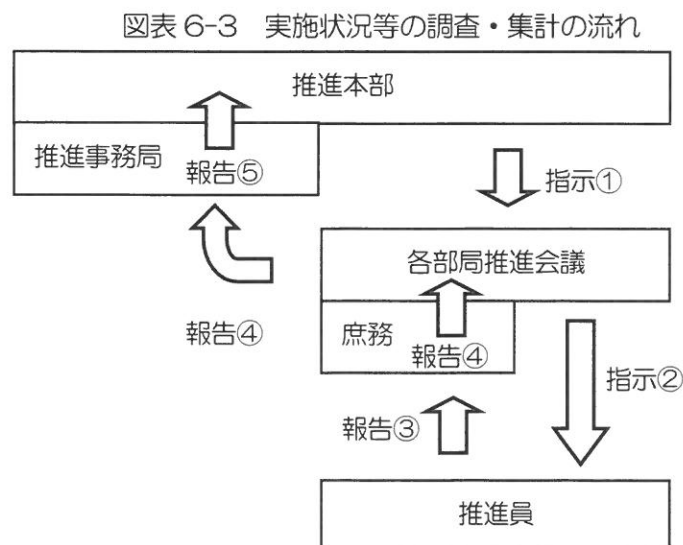 図表 6-3　実施状況等の調査・集計の流れ
推進本部
推進事務局
報告⑤
指示①
各部局推進会議
報告④
庶務
報告④
指示②
報告③
推進員